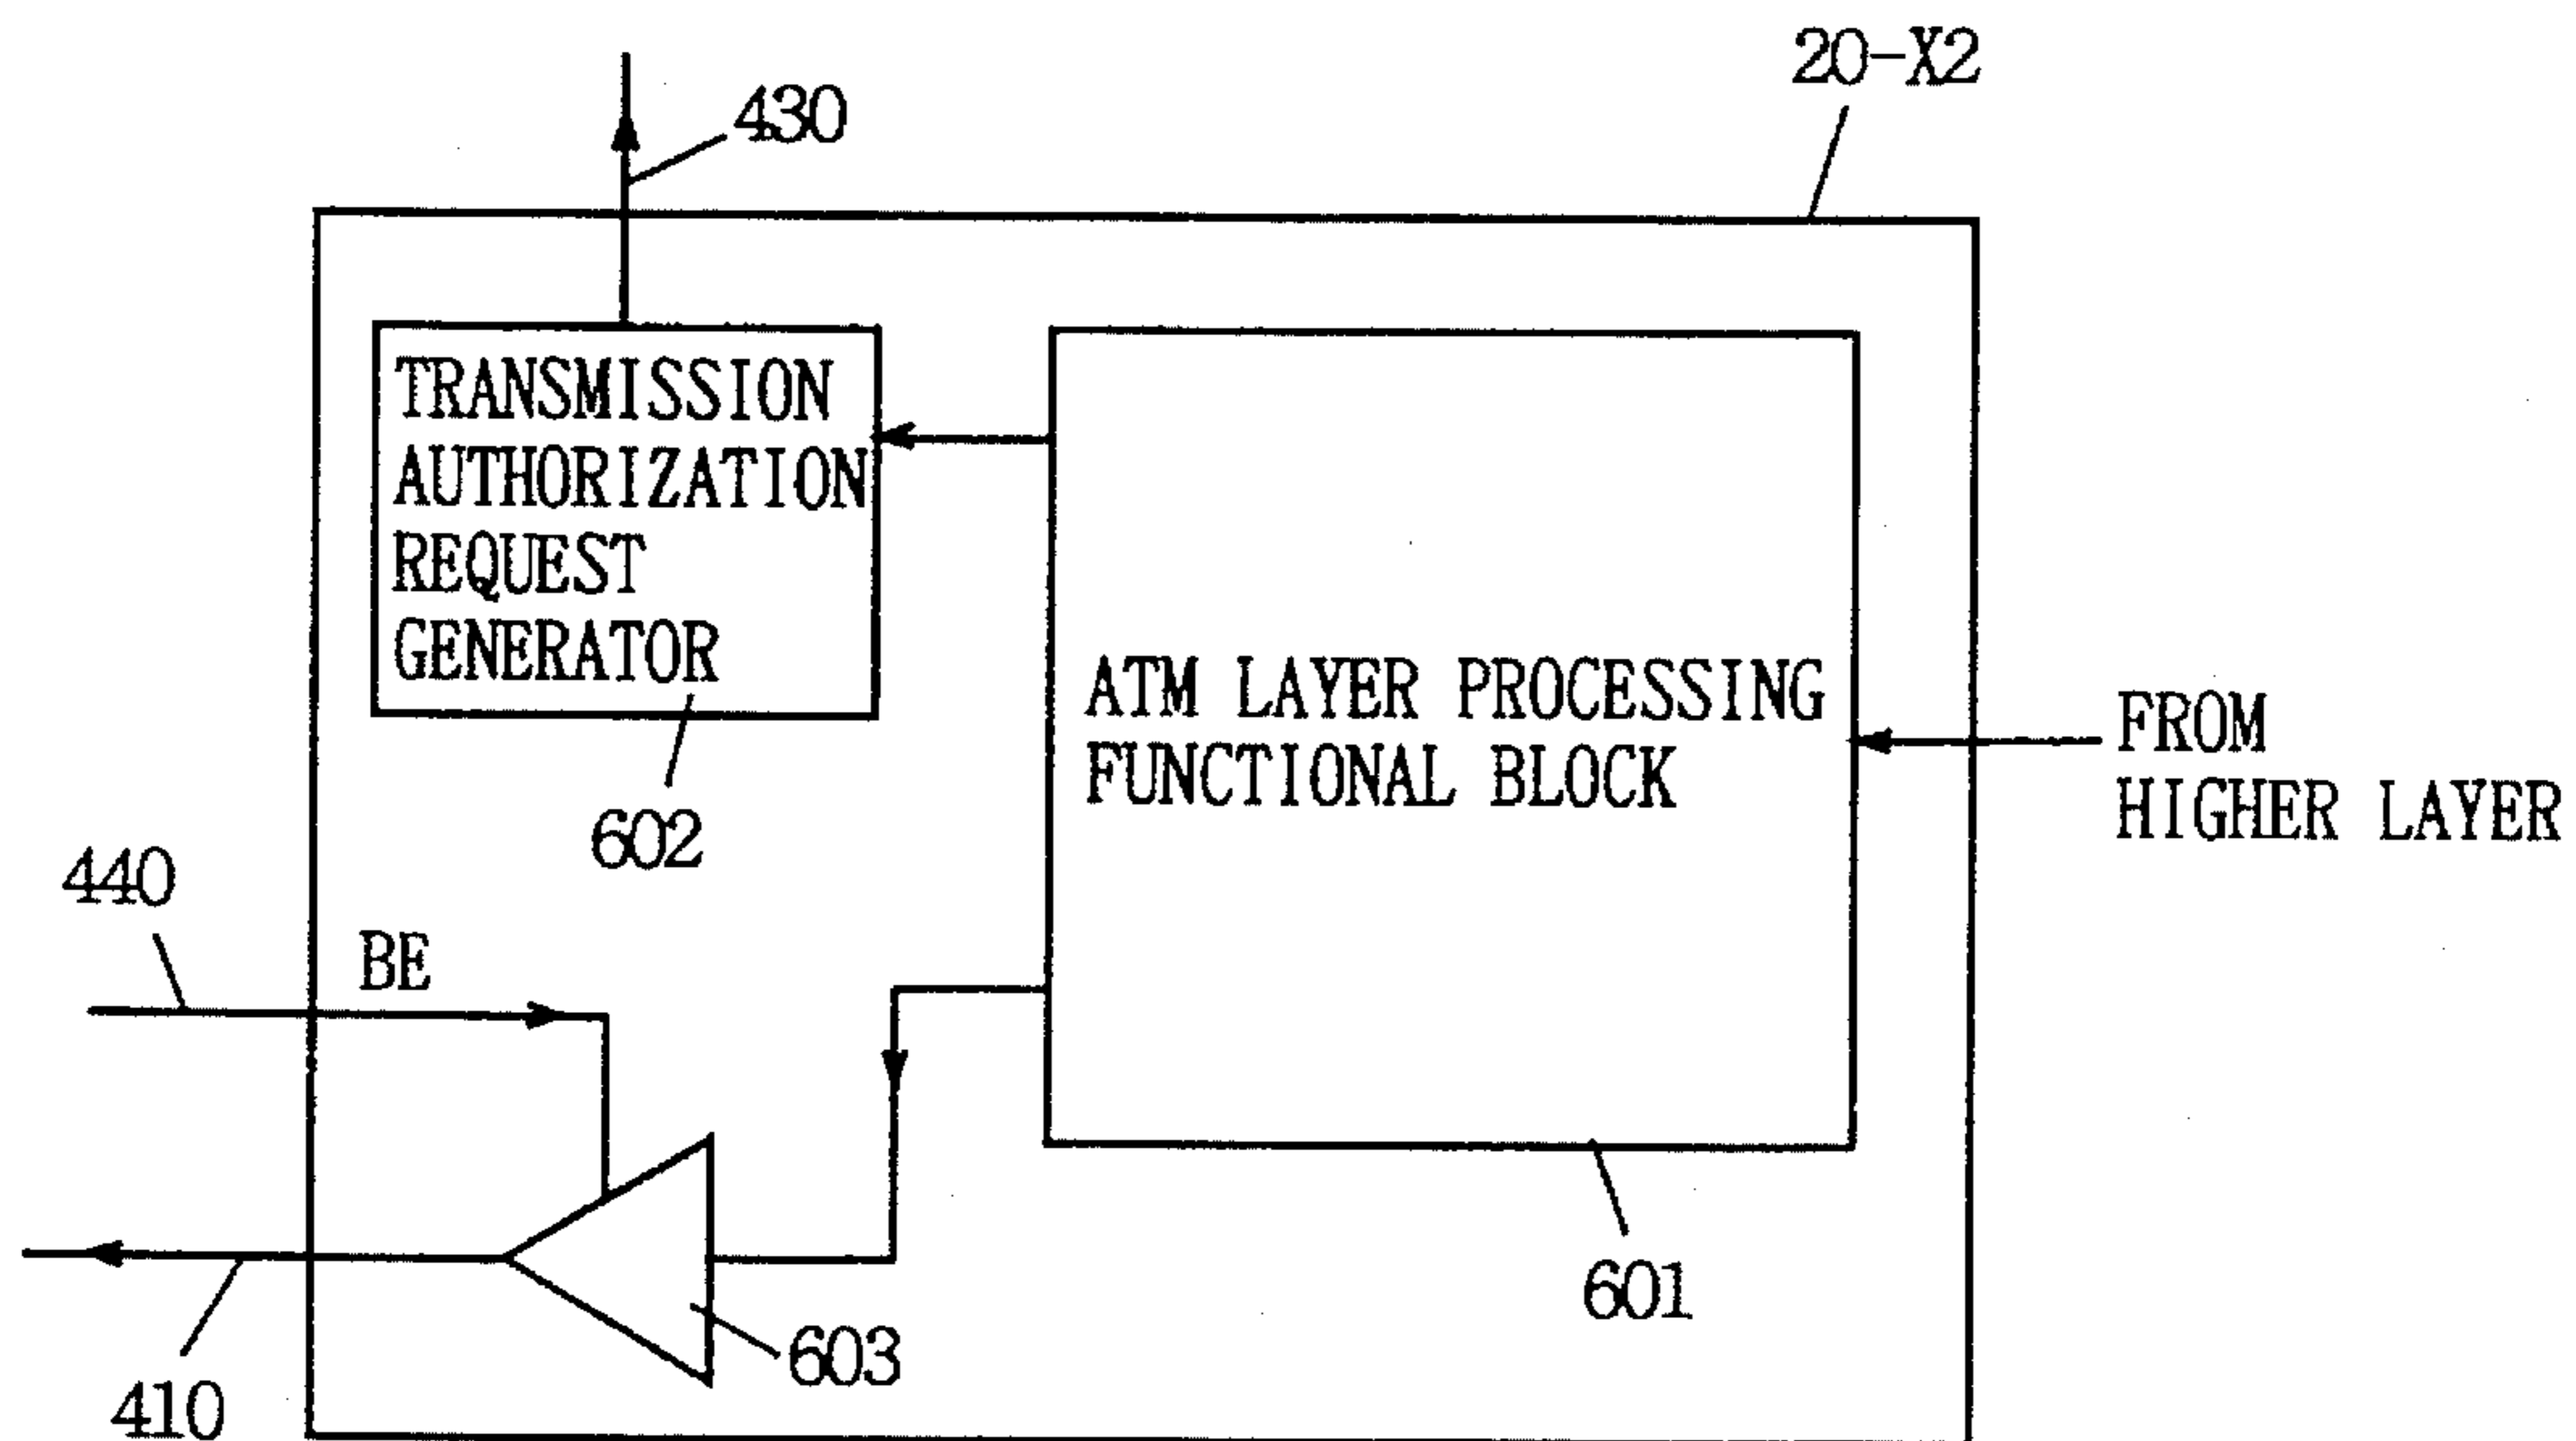 20-X2
430
TRANSMISSION
AUTHORIZATION
REQUEST
GENERATOR
ATM LAYER PROCESSING
FUNCTIONAL BLOCK
FROM
HIGHER LAYER
602
440
BE
601
603
410